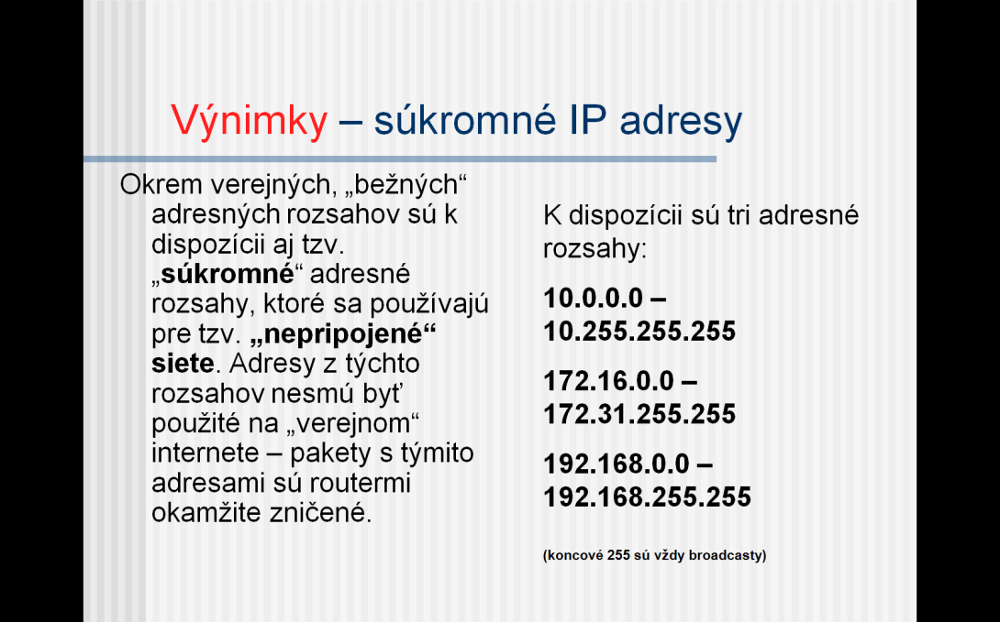 Výnimky – súkromné IP adresy
Okrem verejných, „bežných“
adresných rozsahov sú k
dispozícii aj tzv.
„súkromné“ adresné
rozsahy, ktoré sa používajú
pre tzv. „nepripojené“
siete. Adresy z týchto
rozsahov nesmú byť
použité na „verejnom“
internete – pakety s týmito
adresami sú routermi
okamžite zničené.
K dispozícii sú tri adresné
rozsahy:
10.0.0.0 –
10.255.255.255
172.16.0.0 –
172.31.255.255
192.168.0.0 –
192.168.255.255
(koncové 255 sú vždy broadcasty)